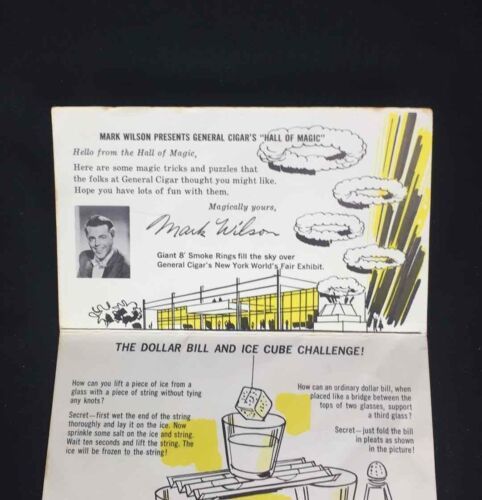 MARK WILSON PRESENTS GENERAL CIGAR'S "HALL OF MAGIC"
Hello from the Hall of Magic,
Here are some magic tricks and puzzles that
the folks at General Cigar thought you might like.
Hope you have lots of fun with them.
Magically yours,
Mark Wilson
Giant 8' Smoke Rings fill the sky over
General Cigar's New York World's Fair Exhibit.
THE DOLLAR BILL AND ICE CUBE CHALLENGE!
How can you lift a piece of ice from a
glass with a piece of string without tying
any knots?
Secret—first wet the end of the string
thoroughly and lay it on the ice. Now
sprinkle some salt on the ice and string.
Wait ten seconds and lift the string. The
ice will be frozen to the string!
How can an ordinary dollar bill, when
placed like a bridge between the
tops of two glasses, support
a third glass?
Secret—just fold the bill
in pleats as shown
in the picture!